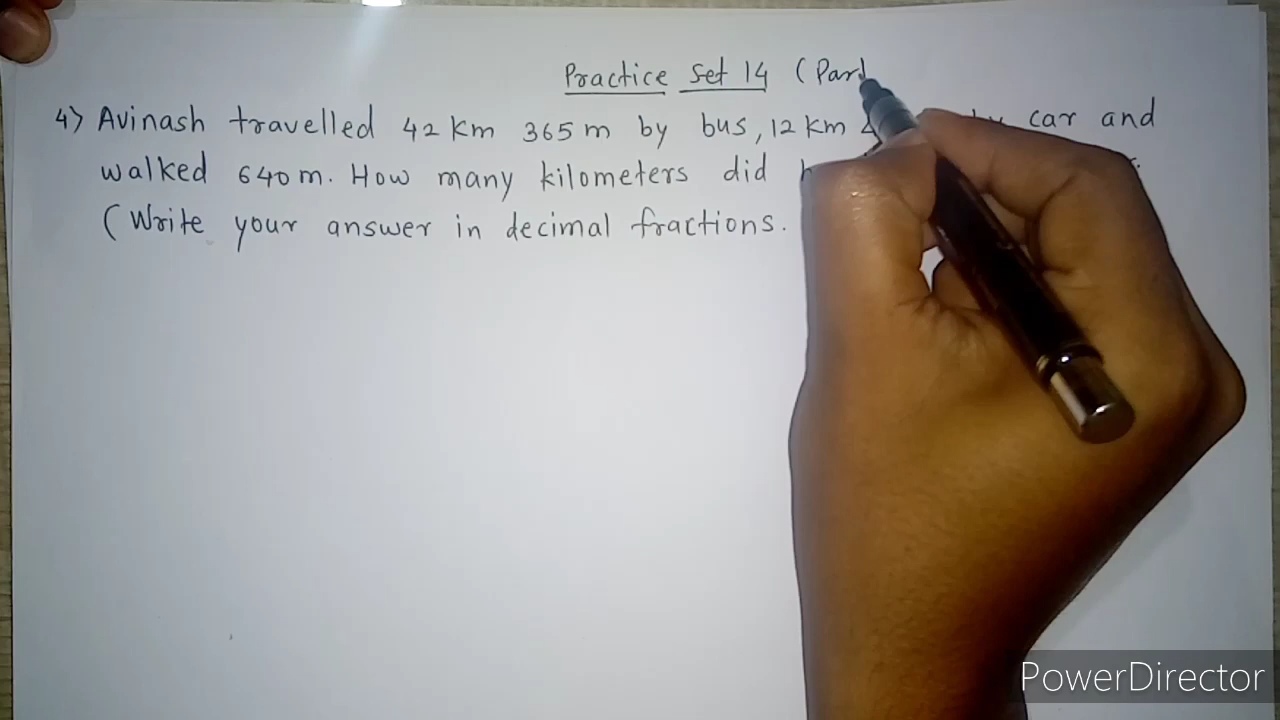 Practice Set 14 (Part
4) Avinash travelled 42 km 365 m by bus, 12 km car and
walked 640 m. How many kilometers did
(Write your answer in decimal fractions.
PowerDirector